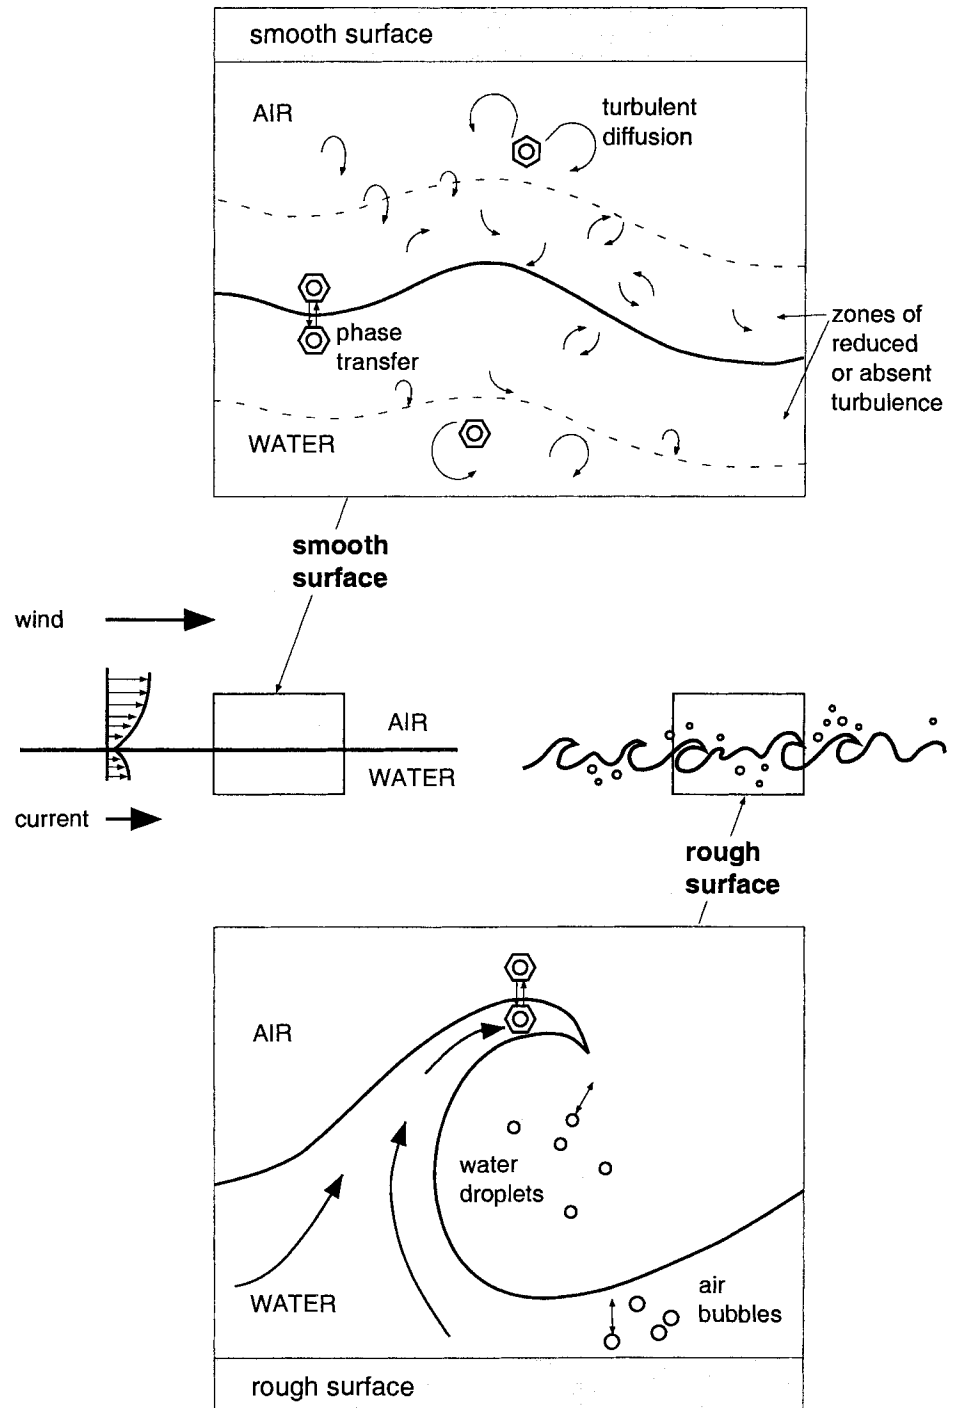 smooth surface
AIR
turbulent
diffusion
phase
transfer
zones of
reduced
or absent
turbulence
WATER
smooth
surface
wind
AIR
WATER
current
rough
surface
AIR
water
droplets
WATER
air
bubbles
rough surface